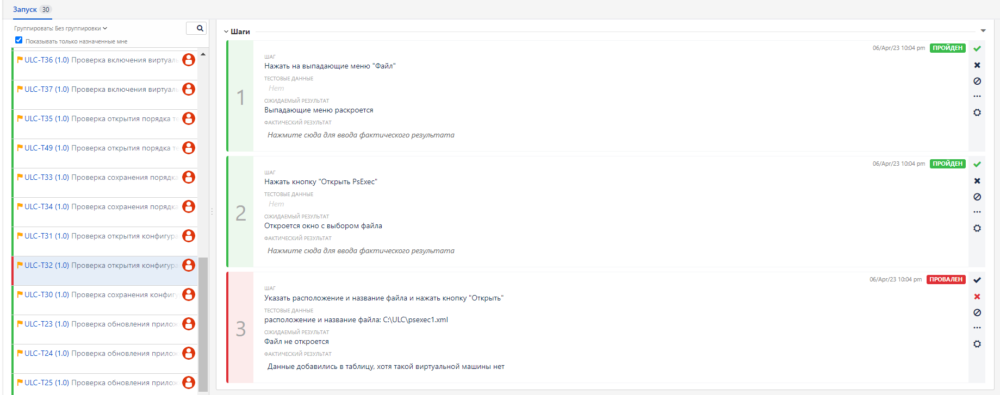 Запуск 30
Группировать: Без группировки
Показывать только назначенные мне
ULC-T36 (1.0) Проверка включения виртуаль
ULC-T37 (1.0) Проверка включения виртуаль
ULC-T35 (1.0) Проверка открытия порядка те
ULC-T49 (1.0) Проверка открытия порядка те
ULC-T33 (1.0) Проверка сохранения порядка
ULC-T34 (1.0) Проверка сохранения порядка
ULC-T31 (1.0) Проверка открытия конфигура
ULC-T32 (1.0) Проверка открытия конфигура
ULC-T30 (1.0) Проверка сохранения конфигу
ULC-T23 (1.0) Проверка обновления прилож
ULC-T24 (1.0) Проверка обновления прилож
ULC-T25 (1.0) Проверка обновления прилож
Шаги
06/Apr/23 10:04 pm ПРОЙДЕН
1
ШАГ
Нажать на выпадающие меню "Файл"
ТЕСТОВЫЕ ДАННЫЕ
Нет
ОЖИДАЕМЫЙ РЕЗУЛЬТАТ
Выпадающие меню раскроется
ФАКТИЧЕСКИЙ РЕЗУЛЬТАТ
Нажмите сюда для ввода фактического результата
06/Apr/23 10:04 pm ПРОЙДЕН
2
ШАГ
Нажать кнопку "Открыть PsExec"
ТЕСТОВЫЕ ДАННЫЕ
Нет
ОЖИДАЕМЫЙ РЕЗУЛЬТАТ
Откроется окно с выбором файла
ФАКТИЧЕСКИЙ РЕЗУЛЬТАТ
Нажмите сюда для ввода фактического результата
06/Apr/23 10:04 pm ПРОВАЛЕН
3
ШАГ
Указать расположение и название файла и нажать кнопку "Открыть"
ТЕСТОВЫЕ ДАННЫЕ
расположение и название файла: C:\ULC\psexec1.xml
ОЖИДАЕМЫЙ РЕЗУЛЬТАТ
Файл не откроется
ФАКТИЧЕСКИЙ РЕЗУЛЬТАТ
Данные добавились в таблицу, хотя такой виртуальной машины нет